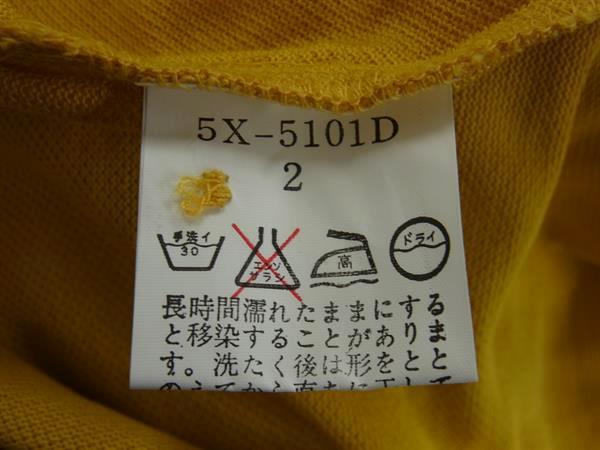 5X-5101D
2
手洗イ
30
エンソ
サラシ
高
ドライ
長時間濡れたままにする
と移染することがありま
す。洗たく後は形をとと